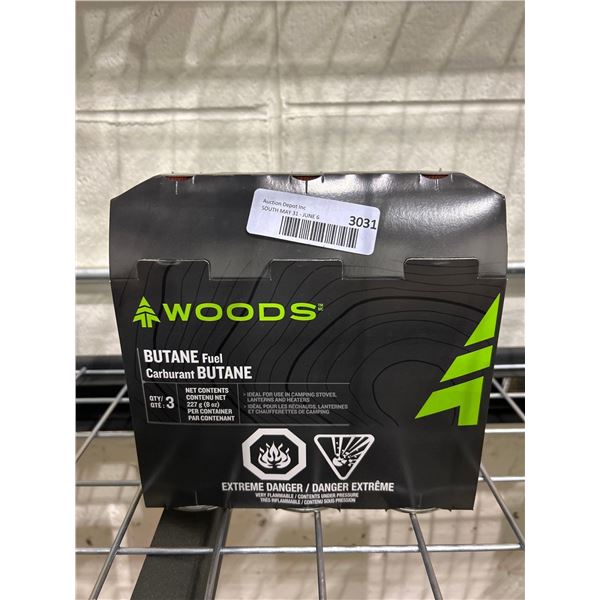 Auction Depot Inc
SOUTH MAY 31 - JUNE 6
3031
WOODS
BUTANE Fuel
Carburant BUTANE
QTY/
QTÉ : 3
NET CONTENTS
CONTENU NET
227 g (8 oz)
PER CONTAINER
PAR CONTENANT
> IDEAL FOR USE IN CAMPING STOVES,
LANTERNS AND HEATERS
> IDÉAL POUR LES RÉCHAUDS, LANTERNES
ET CHAUFFERETTES DE CAMPING
EXTREME DANGER / DANGER EXTRÊME
VERY FLAMMABLE / CONTENTS UNDER PRESSURE
TRÈS INFLAMMABLE / CONTENU SOUS PRESSION